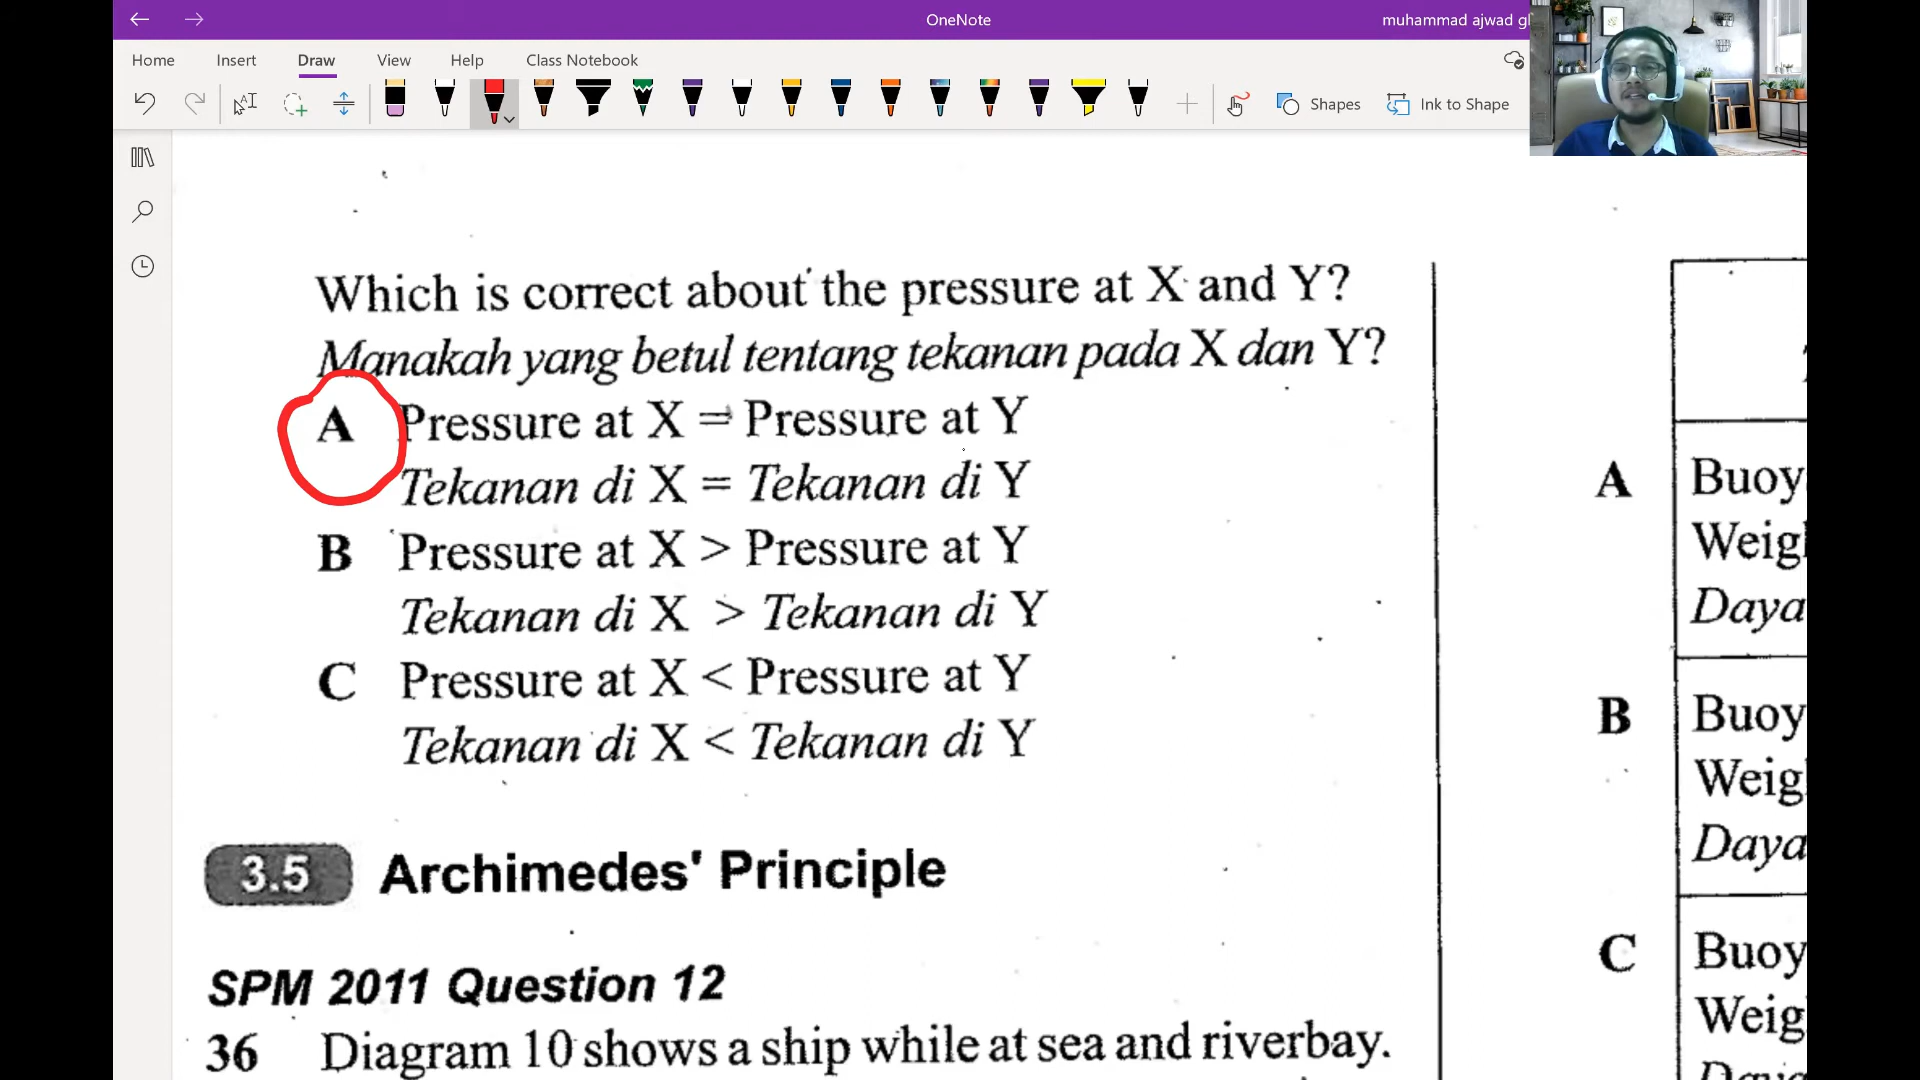 OneNote
muhammad ajwad gh
Home Insert Draw View Help Class Notebook
Shapes Ink to Shape
Which is correct about the pressure at X and Y?
Manakah yang betul tentang tekanan pada X dan Y?
A Pressure at X = Pressure at Y
Tekanan di X = Tekanan di Y
B Pressure at X > Pressure at Y
Tekanan di X > Tekanan di Y
C Pressure at X < Pressure at Y
Tekanan di X < Tekanan di Y
3.5 Archimedes' Principle
SPM 2011 Question 12
36 Diagram 10 shows a ship while at sea and riverbay.
A Buoy
Weig
Daya
B Buoy
Weig
Daya
C Buoy
Weig
Daya